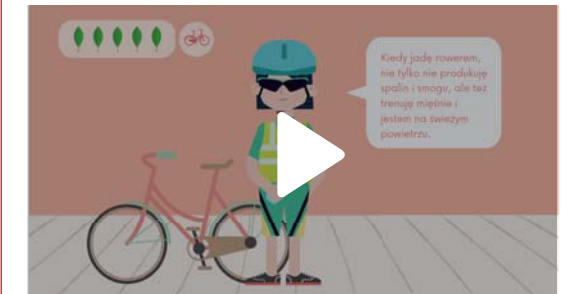 Kiedy jadę rowerem,
nie tylko nie produkuję
spalin i smogu, ale też
trenuję mięśnie i
jestem na świeżym
powietrzu.